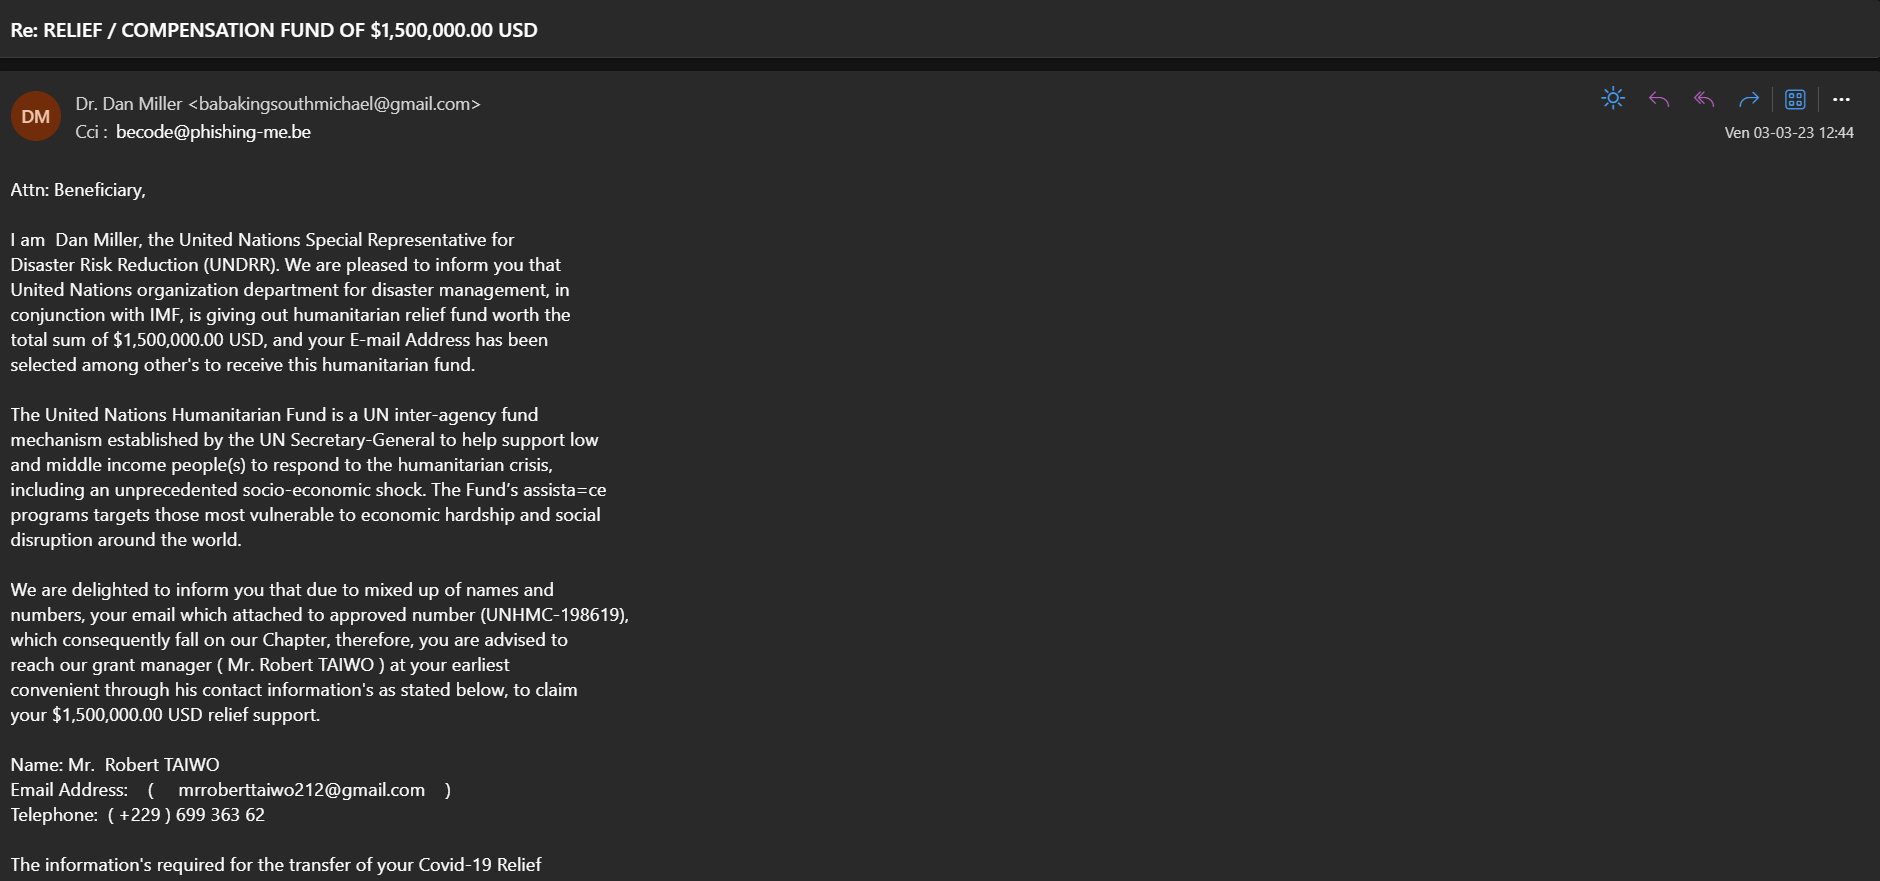 Re: RELIEF / COMPENSATION FUND OF $1,500,000.00 USD
DM
Dr. Dan Miller <babakingsouthmichael@gmail.com>
Cci : becode@phishing-me.be
Ven 03-03-23 12:44
Attn: Beneficiary,
I am  Dan Miller, the United Nations Special Representative for
Disaster Risk Reduction (UNDRR). We are pleased to inform you that
United Nations organization department for disaster management, in
conjunction with IMF, is giving out humanitarian relief fund worth the
total sum of $1,500,000.00 USD, and your E-mail Address has been
selected among other's to receive this humanitarian fund.
The United Nations Humanitarian Fund is a UN inter-agency fund
mechanism established by the UN Secretary-General to help support low
and middle income people(s) to respond to the humanitarian crisis,
including an unprecedented socio-economic shock. The Fund’s assista=ce
programs targets those most vulnerable to economic hardship and social
disruption around the world.
We are delighted to inform you that due to mixed up of names and
numbers, your email which attached to approved number (UNHMC-198619),
which consequently fall on our Chapter, therefore, you are advised to
reach our grant manager ( Mr. Robert TAIWO ) at your earliest
convenient through his contact information's as stated below, to claim
your $1,500,000.00 USD relief support.
Name: Mr.  Robert TAIWO
Email Address:    (     mrroberttaiwo212@gmail.com    )
Telephone:  ( +229 ) 699 363 62
The information's required for the transfer of your Covid-19 Relief